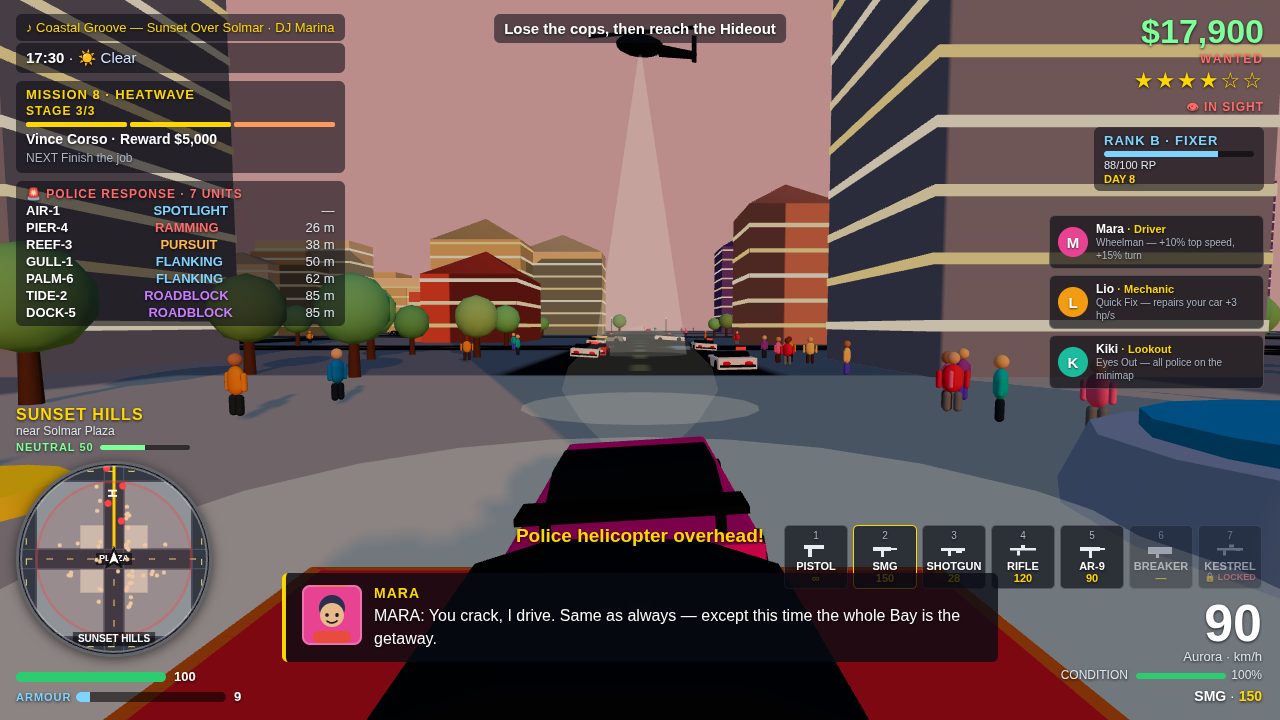 ♪ Coastal Groove — Sunset Over Solmar · DJ Marina
17:30 · ☀️ Clear
MISSION 8 · HEATWAVE
STAGE 3/3
Vince Corso · Reward $5,000
NEXT Finish the job
🚨 POLICE RESPONSE · 7 UNITS
AIR-1 SPOTLIGHT —
PIER-4 RAMMING 26 m
REEF-3 PURSUIT 38 m
GULL-1 FLANKING 50 m
PALM-6 FLANKING 62 m
TIDE-2 ROADBLOCK 85 m
DOCK-5 ROADBLOCK 85 m
Lose the cops, then reach the Hideout
$17,900
WANTED
★★★★☆☆
👁 IN SIGHT
RANK B · FIXER
88/100 RP
DAY 8
M
Mara · Driver
Wheelman — +10% top speed,
+15% turn
L
Lio · Mechanic
Quick Fix — repairs your car +3
hp/s
K
Kiki · Lookout
Eyes Out — all police on the
minimap
SUNSET HILLS
near Solmar Plaza
NEUTRAL 50
H
PLAZA
SUNSET HILLS
100
ARMOUR 9
Police helicopter overhead!
MARA
MARA: You crack, I drive. Same as always — except this time the whole Bay is the
getaway.
1 2 3 4 5 6 7
PISTOL SMG SHOTGUN RIFLE AR-9 BREAKER KESTREL
∞ 150 28 120 90 — 🔒 LOCKED
90
Aurora · km/h
CONDITION 100%
SMG · 150